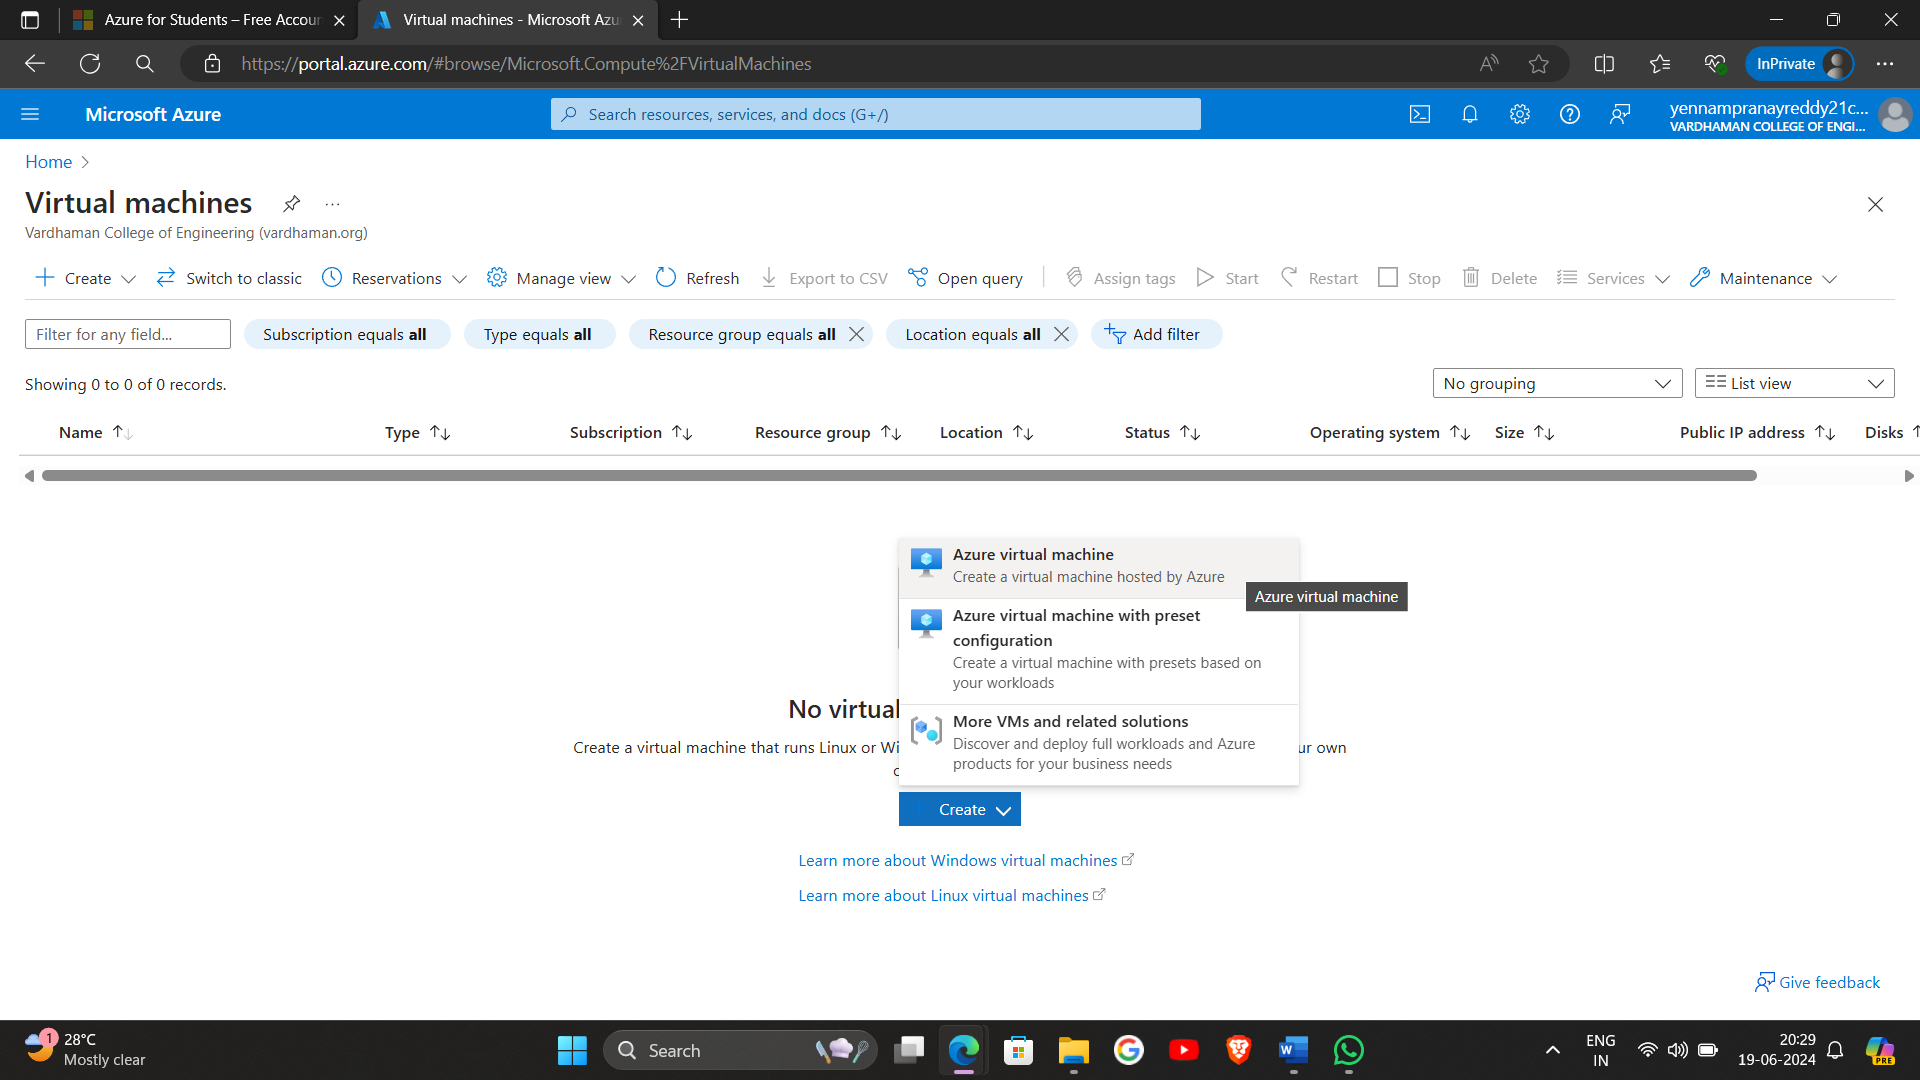 Azure for Students – Free Accoun
Virtual machines - Microsoft Azu
https://portal.azure.com/#browse/Microsoft.Compute%2FVirtualMachines
InPrivate
Microsoft Azure
Search resources, services, and docs (G+/)
yennampranayreddy21c...
VARDHAMAN COLLEGE OF ENGI...
Home
Virtual machines
Vardhaman College of Engineering (vardhaman.org)
Create Switch to classic Reservations Manage view Refresh Export to CSV Open query Assign tags Start Restart Stop Delete Services Maintenance
Filter for any field... Subscription equals all Type equals all Resource group equals all Location equals all Add filter
Showing 0 to 0 of 0 records.
No grouping
List view
Name Type Subscription Resource group Location Status Operating system Size Public IP address Disks
Azure virtual machine
Create a virtual machine hosted by Azure
Azure virtual machine
Azure virtual machine with preset
configuration
Create a virtual machine with presets based on
your workloads
No virtual
More VMs and related solutions
Create a virtual machine that runs Linux or Wi
Discover and deploy full workloads and Azure
ur own
products for your business needs
Create
Learn more about Windows virtual machines
Learn more about Linux virtual machines
Give feedback
1
28°C
Mostly clear
Search
ENG
IN
20:29
19-06-2024
PRE